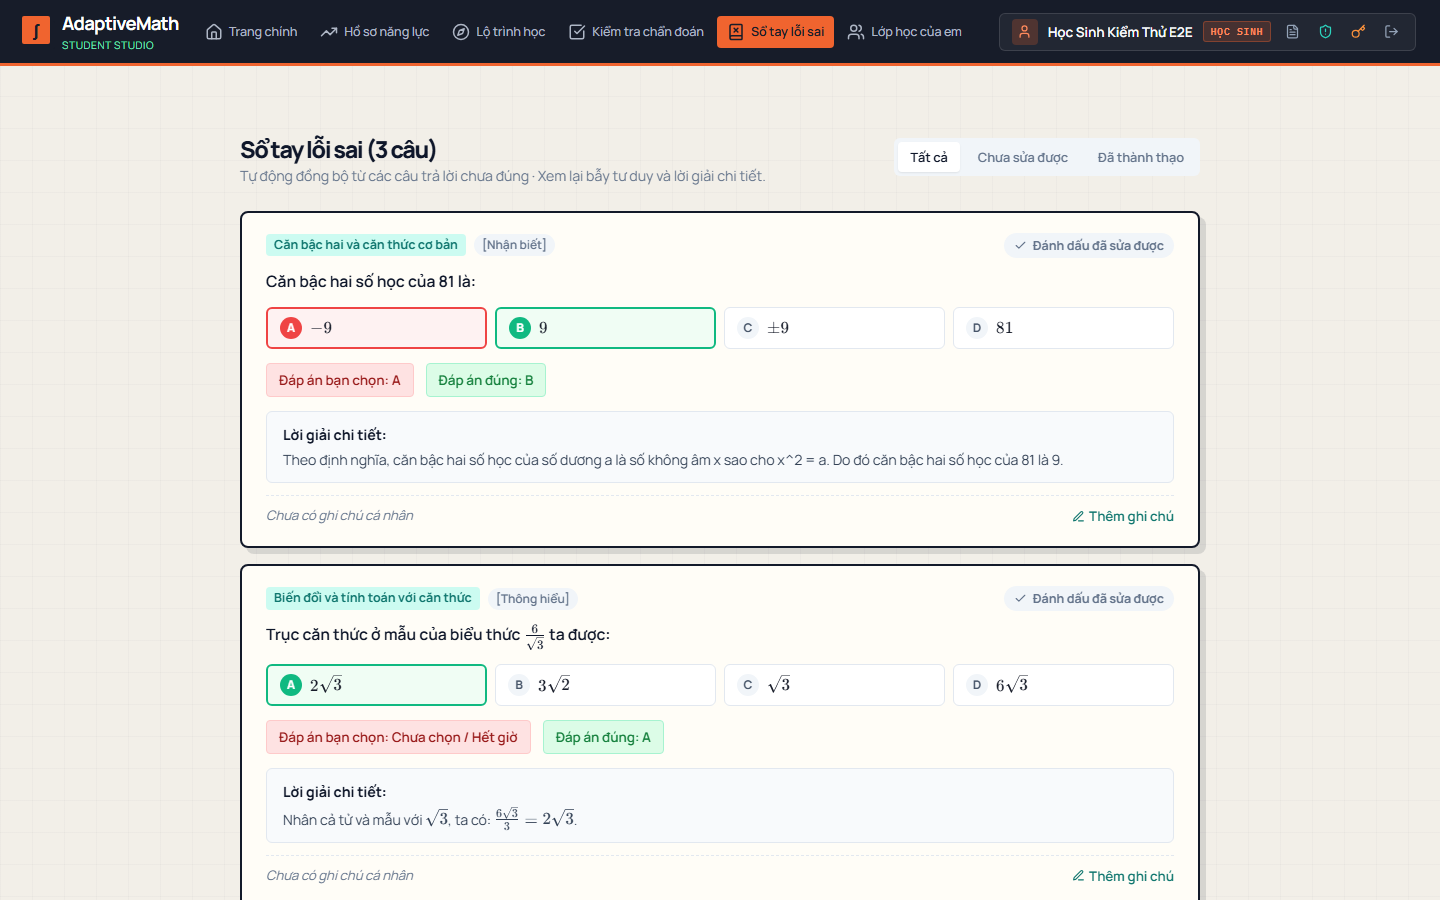 ∫ AdaptiveMath
STUDENT STUDIO
Trang chính
Hồ sơ năng lực
Lộ trình học
Kiểm tra chẩn đoán
Sổ tay lỗi sai
Lớp học của em
Học Sinh Kiểm Thử E2E
HỌC SINH
Sổ tay lỗi sai (3 câu)
Tự động đồng bộ từ các câu trả lời chưa đúng · Xem lại bẫy tư duy và lời giải chi tiết.
Tất cả
Chưa sửa được
Đã thành thạo
Căn bậc hai và căn thức cơ bản
[Nhận biết]
Đánh dấu đã sửa được
Căn bậc hai số học của 81 là:
A −9
B 9
C ±9
D 81
Đáp án bạn chọn: A
Đáp án đúng: B
Lời giải chi tiết:
Theo định nghĩa, căn bậc hai số học của số dương a là số không âm x sao cho x^2 = a. Do đó căn bậc hai số học của 81 là 9.
Chưa có ghi chú cá nhân
Thêm ghi chú
Biến đổi và tính toán với căn thức
[Thông hiểu]
Đánh dấu đã sửa được
Trục căn thức ở mẫu của biểu thức 6/√3 ta được:
A 2√3
B 3√2
C √3
D 6√3
Đáp án bạn chọn: Chưa chọn / Hết giờ
Đáp án đúng: A
Lời giải chi tiết:
Nhân cả tử và mẫu với √3, ta có: 6√3/3 = 2√3.
Chưa có ghi chú cá nhân
Thêm ghi chú